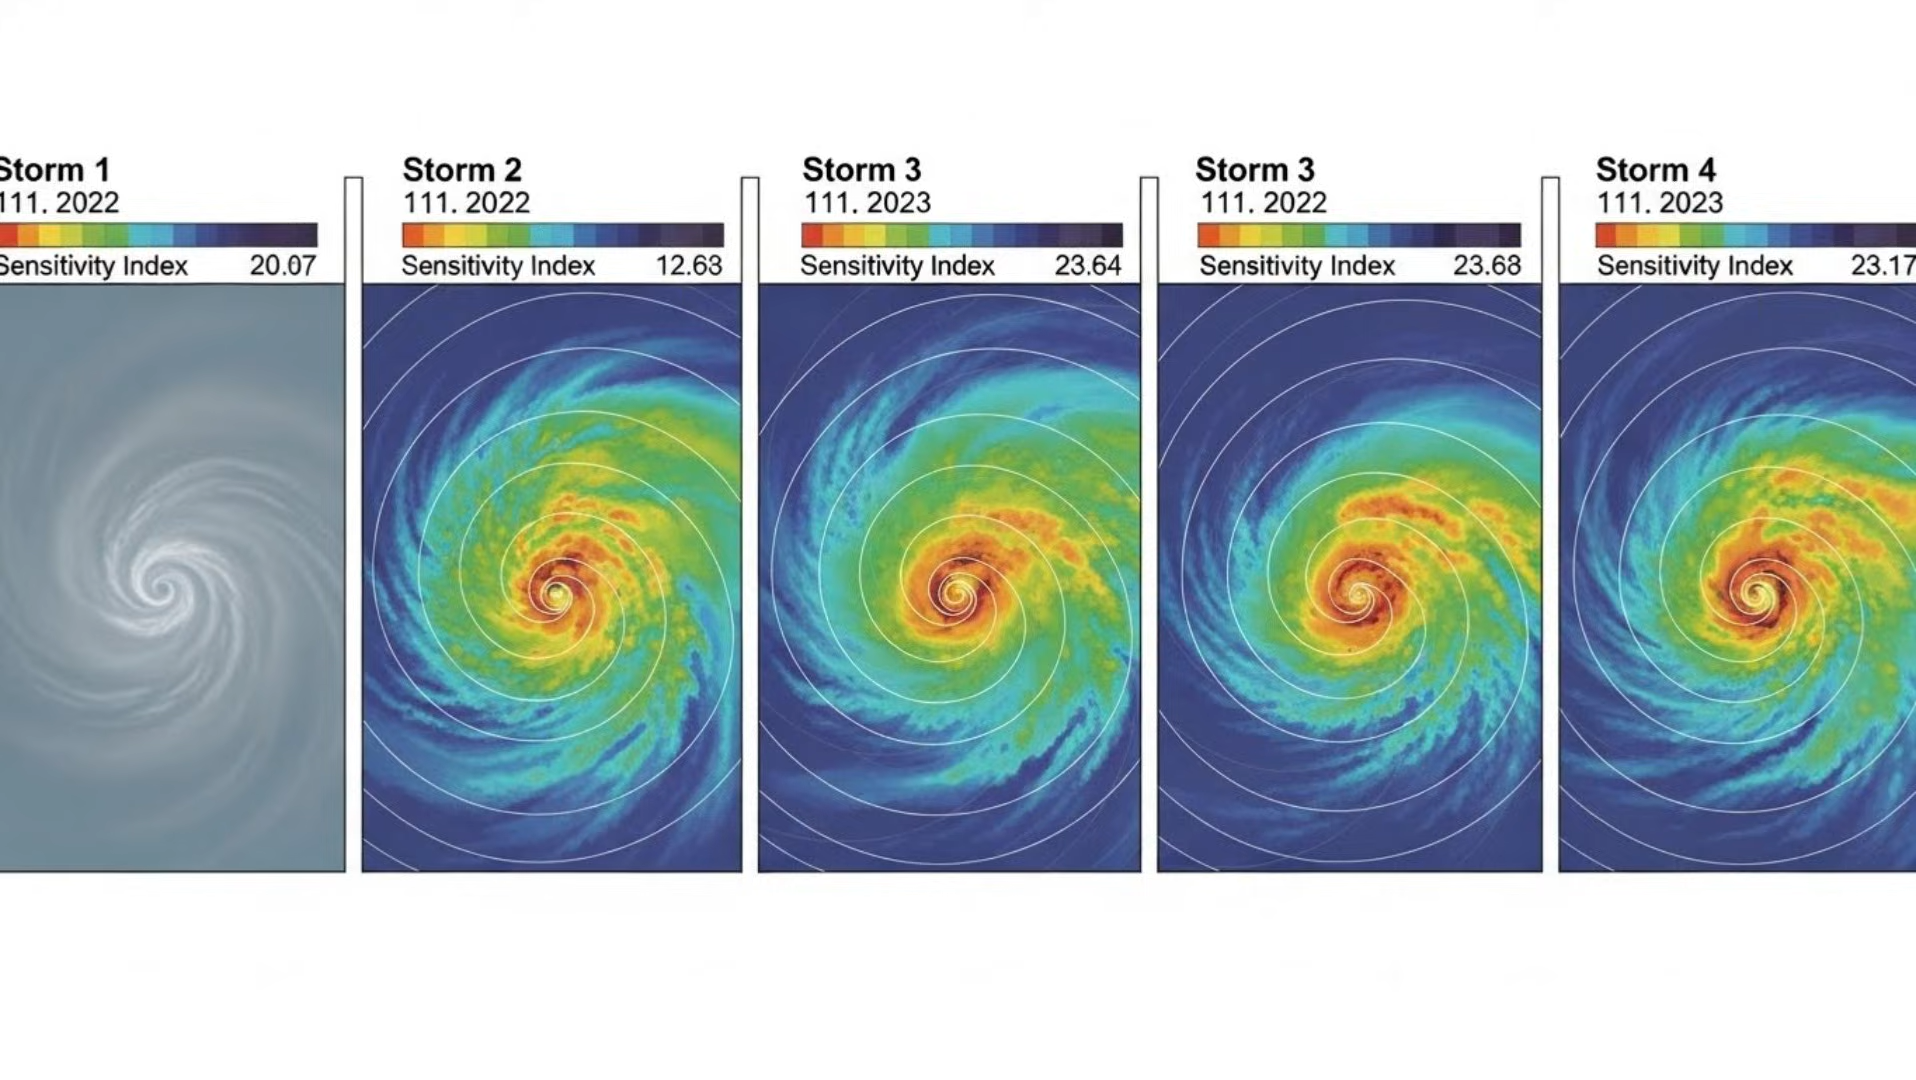 Storm 1
111. 2022
Sensitivity Index 20.07
Storm 2
111. 2022
Sensitivity Index 12.63
Storm 3
111. 2023
Sensitivity Index 23.64
Storm 3
111. 2022
Sensitivity Index 23.68
Storm 4
111. 2023
Sensitivity Index 23.17